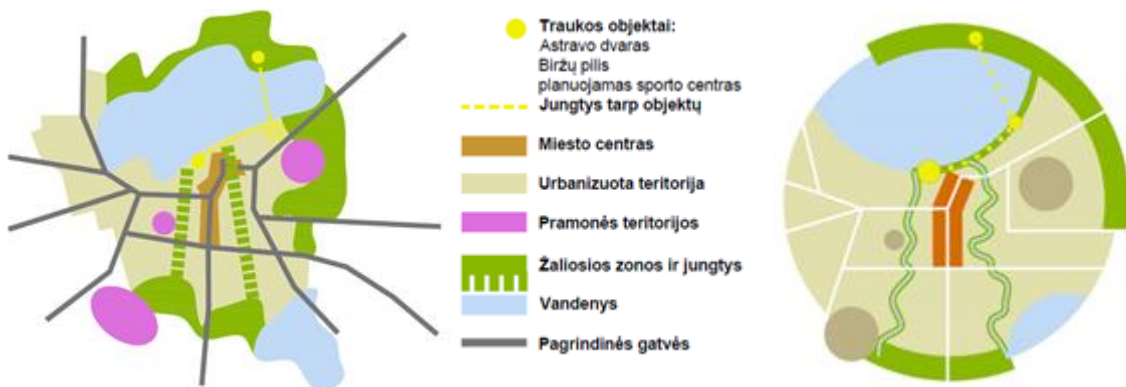 Traukos objektai:
Astravo dvaras
Biržų pilis
planuojamas sporto centras
Jungtys tarp objektų
Miesto centras
Urbanizuota teritorija
Pramonės teritorijos
Žaliosios zonos ir jungtys
Vandenys
Pagrindinės gatvės